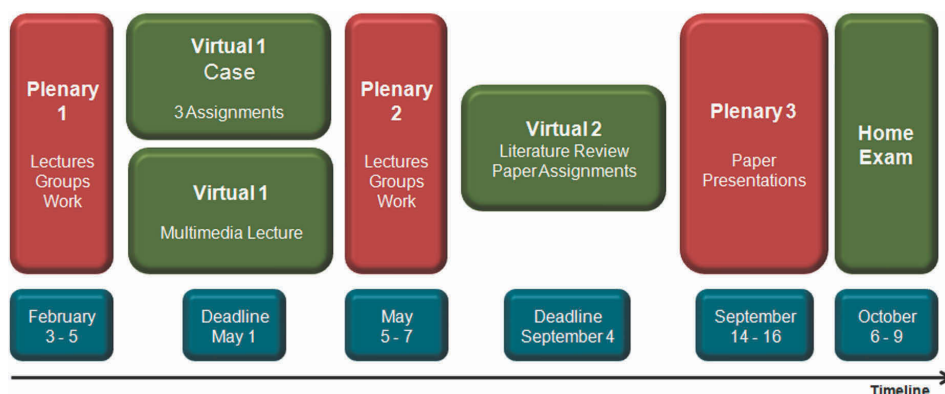 Plenary
1
Lectures
Groups
Work
Virtual 1
Case
3 Assignments
Virtual 1
Multimedia Lecture
Plenary
2
Lectures
Groups
Work
Virtual 2
Literature Review
Paper Assignments
Plenary 3
Paper
Presentations
Home
Exam
February
3 - 5
Deadline
May 1
May
5 - 7
Deadline
September 4
September
14 - 16
October
6 - 9
Timeline